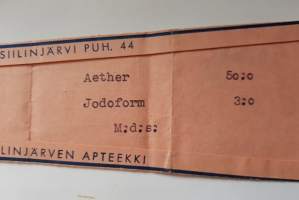 SIILINJÄRVI PUH. 44
Aether 50:0
Jodoform 3:0
M:d:s:
LINJÄRVEN APTEEKKI